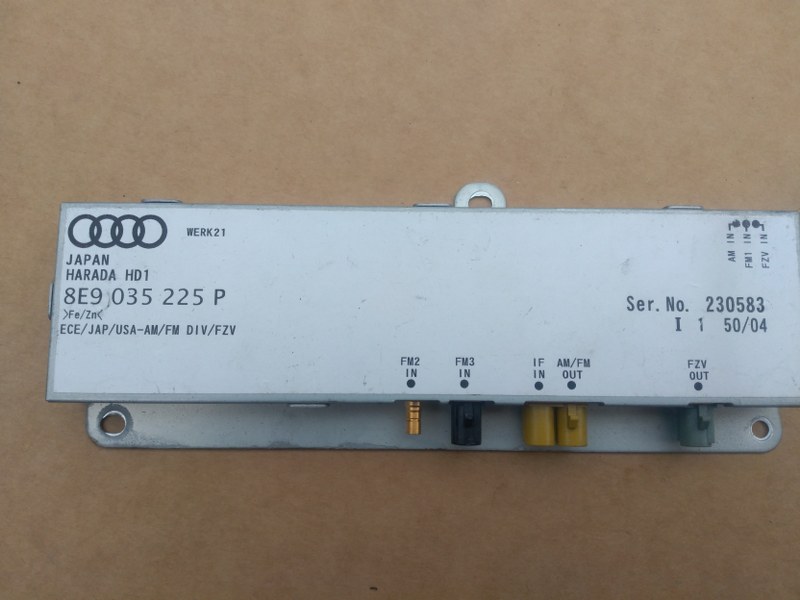 WERK21
JAPAN
HARADA HD1
8E9 035 225 P
>Fe/Zn<
ECE/JAP/USA-AM/FM DIV/FZV
AM IN
FM1 IN
FZV IN
Ser. No. 230583
I 1 50/04
FM2 IN
FM3 IN
IF IN
AM/FM OUT
FZV OUT